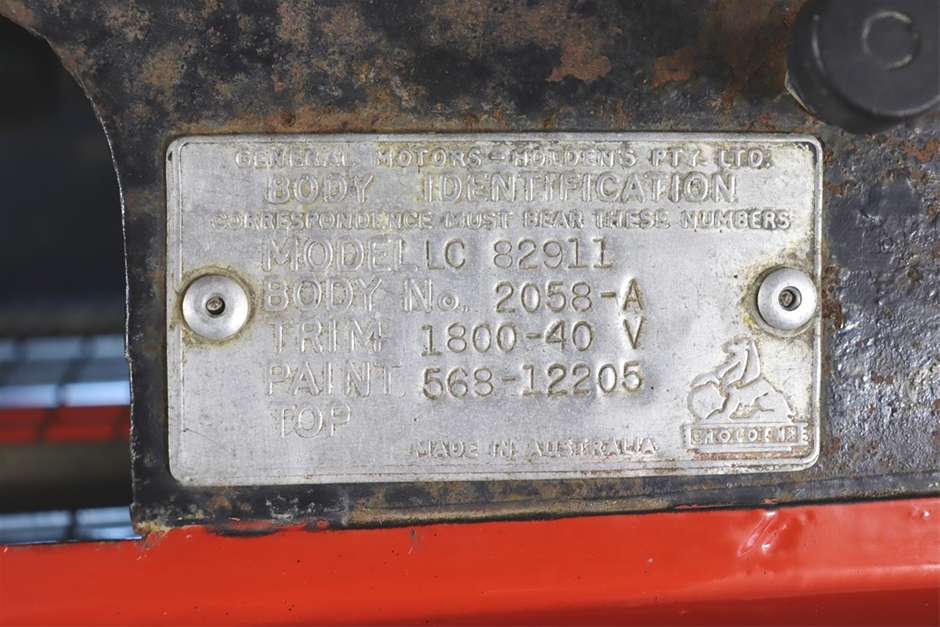 GENERAL MOTORS-HOLDEN'S PTY. LTD.
BODY IDENTIFICATION
CORRESPONDENCE MUST BEAR THESE NUMBERS
MODEL LC 82911
BODY No. 2058-A
TRIM 1800-40 V
PAINT 568-12205
TOP
HOLDEN
MADE IN AUSTRALIA